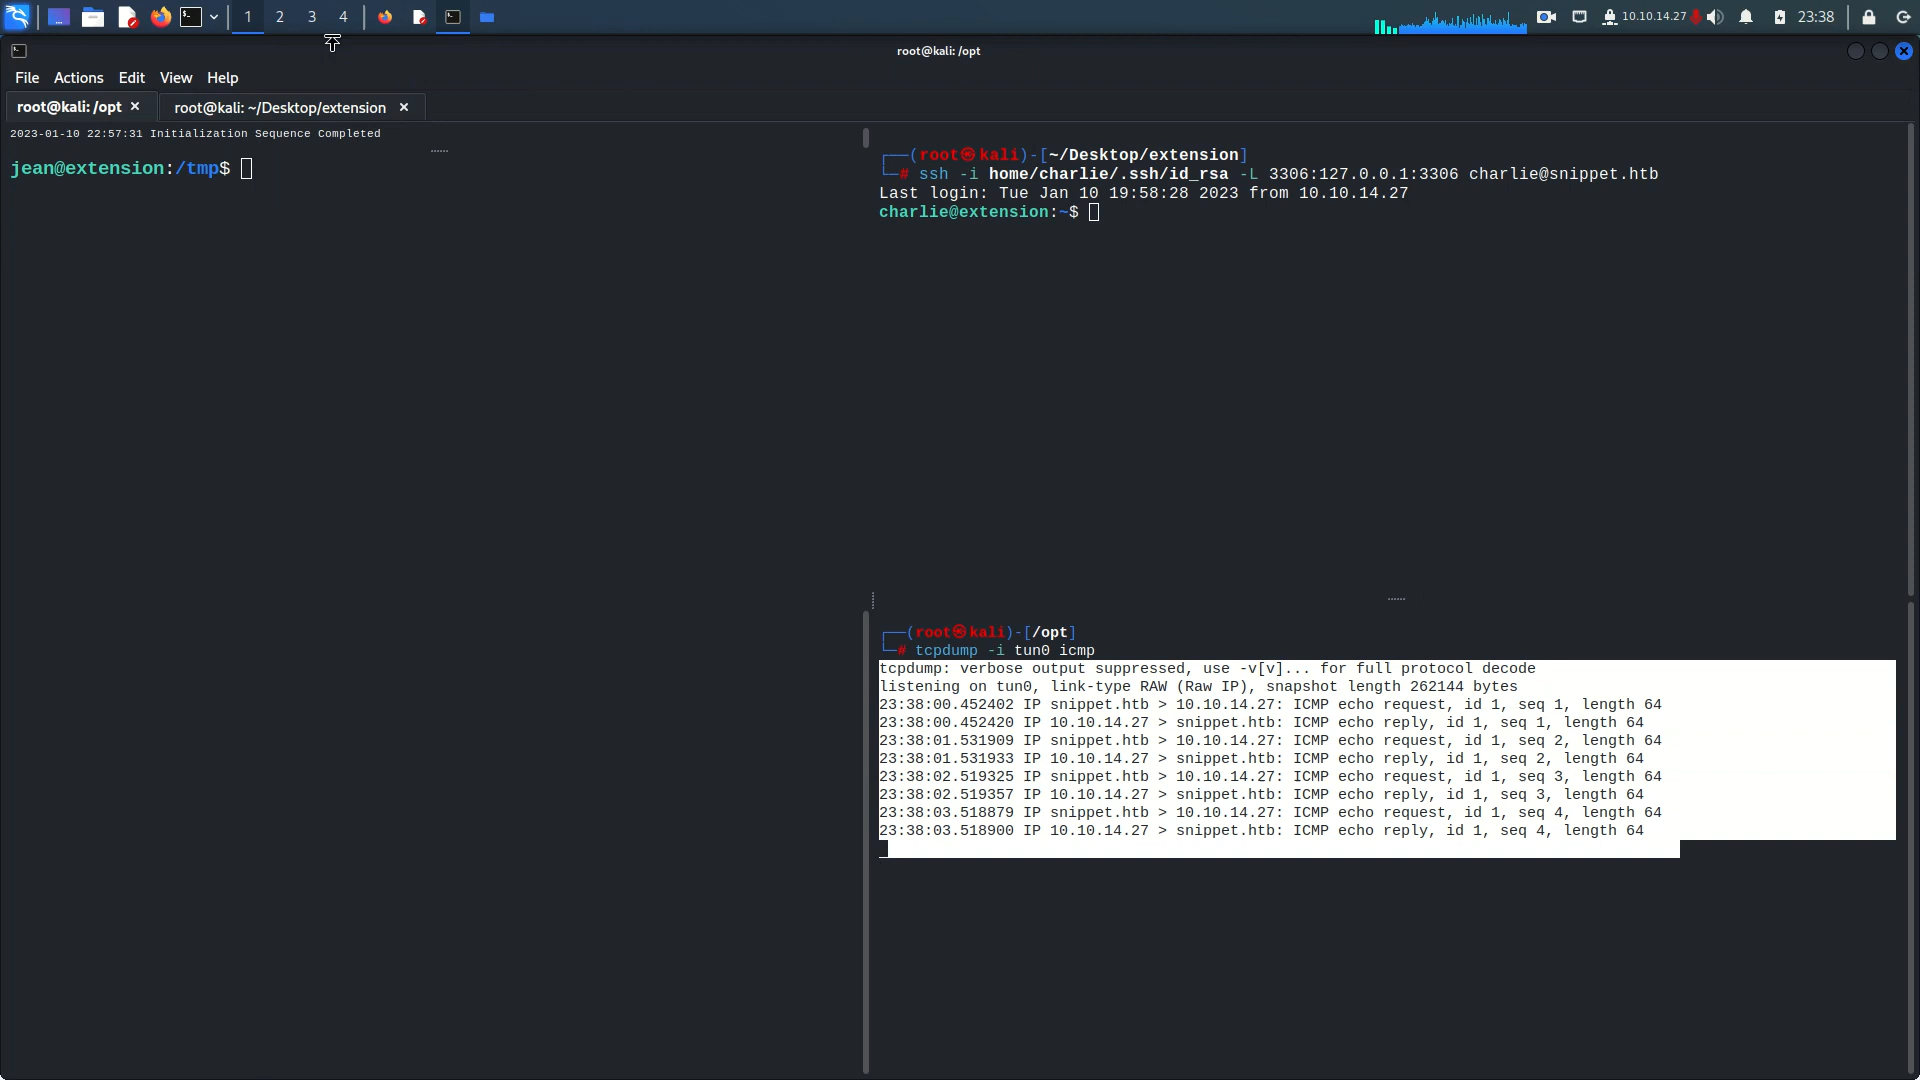 1 2 3 4 10.10.14.27 23:38
root@kali: /opt
File Actions Edit View Help
root@kali: /opt root@kali: ~/Desktop/extension
2023-01-10 22:57:31 Initialization Sequence Completed
jean@extension:/tmp$
┌──(root㉿kali)-[~/Desktop/extension]
└─# ssh -i home/charlie/.ssh/id_rsa -L 3306:127.0.0.1:3306 charlie@snippet.htb
Last login: Tue Jan 10 19:58:28 2023 from 10.10.14.27
charlie@extension:~$
┌──(root㉿kali)-[/opt]
└─# tcpdump -i tun0 icmp
tcpdump: verbose output suppressed, use -v[v]... for full protocol decode
listening on tun0, link-type RAW (Raw IP), snapshot length 262144 bytes
23:38:00.452402 IP snippet.htb > 10.10.14.27: ICMP echo request, id 1, seq 1, length 64
23:38:00.452420 IP 10.10.14.27 > snippet.htb: ICMP echo reply, id 1, seq 1, length 64
23:38:01.531909 IP snippet.htb > 10.10.14.27: ICMP echo request, id 1, seq 2, length 64
23:38:01.531933 IP 10.10.14.27 > snippet.htb: ICMP echo reply, id 1, seq 2, length 64
23:38:02.519325 IP snippet.htb > 10.10.14.27: ICMP echo request, id 1, seq 3, length 64
23:38:02.519357 IP 10.10.14.27 > snippet.htb: ICMP echo reply, id 1, seq 3, length 64
23:38:03.518879 IP snippet.htb > 10.10.14.27: ICMP echo request, id 1, seq 4, length 64
23:38:03.518900 IP 10.10.14.27 > snippet.htb: ICMP echo reply, id 1, seq 4, length 64